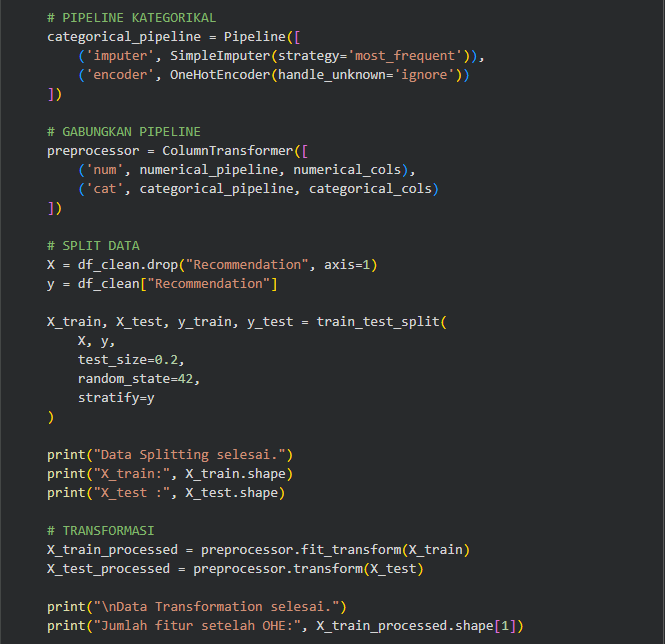 # PIPELINE KATEGORIKAL
categorical_pipeline = Pipeline([
    ('imputer', SimpleImputer(strategy='most_frequent')),
    ('encoder', OneHotEncoder(handle_unknown='ignore'))
])

# GABUNGKAN PIPELINE
preprocessor = ColumnTransformer([
    ('num', numerical_pipeline, numerical_cols),
    ('cat', categorical_pipeline, categorical_cols)
])

# SPLIT DATA
X = df_clean.drop("Recommendation", axis=1)
y = df_clean["Recommendation"]

X_train, X_test, y_train, y_test = train_test_split(
    X, y,
    test_size=0.2,
    random_state=42,
    stratify=y
)

print("Data Splitting selesai.")
print("X_train:", X_train.shape)
print("X_test :", X_test.shape)

# TRANSFORMASI
X_train_processed = preprocessor.fit_transform(X_train)
X_test_processed = preprocessor.transform(X_test)

print("\nData Transformation selesai.")
print("Jumlah fitur setelah OHE:", X_train_processed.shape[1])